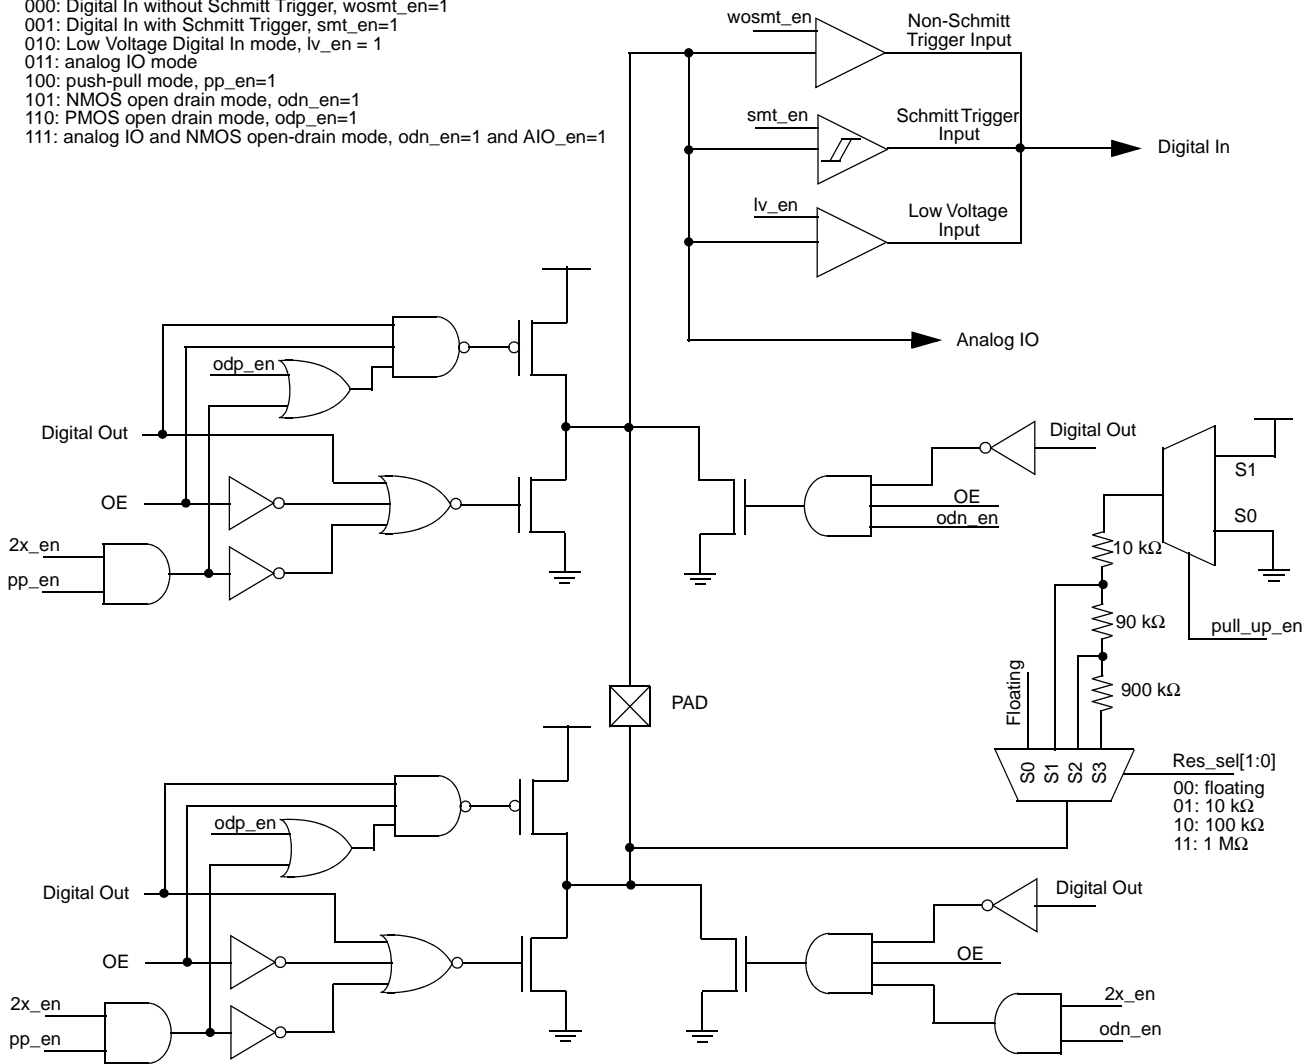 000: Digital In without Schmitt Trigger, wosmt_en=1
001: Digital In with Schmitt Trigger, smt_en=1
010: Low Voltage Digital In mode, lv_en = 1
011: analog IO mode
100: push-pull mode, pp_en=1
101: NMOS open drain mode, odn_en=1
110: PMOS open drain mode, odp_en=1
111: analog IO and NMOS open-drain mode, odn_en=1 and AIO_en=1
wosmt_en
Non-Schmitt
Trigger Input
smt_en
Schmitt Trigger
Input
Digital In
lv_en
Low Voltage
Input
Analog IO
odp_en
Digital Out
OE
2x_en
pp_en
Digital Out
OE
odn_en
S1
S0
10 kΩ
90 kΩ
900 kΩ
pull_up_en
Floating
S0
S1
S2
S3
Res_sel[1:0]
00: floating
01: 10 kΩ
10: 100 kΩ
11: 1 MΩ
PAD
odp_en
Digital Out
OE
2x_en
pp_en
Digital Out
OE
2x_en
odn_en